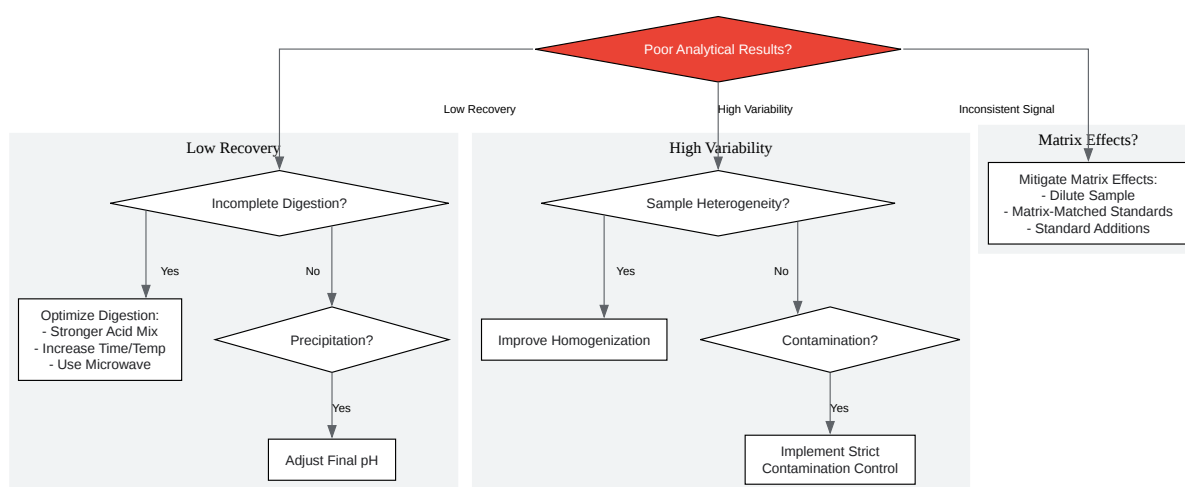 Poor Analytical Results?
Low Recovery
High Variability
Inconsistent Signal
Low Recovery
High Variability
Matrix Effects?
Incomplete Digestion?
Sample Heterogeneity?
Mitigate Matrix Effects:
- Dilute Sample
- Matrix-Matched Standards
- Standard Additions
Yes
No
Yes
No
Optimize Digestion:
- Stronger Acid Mix
- Increase Time/Temp
- Use Microwave
Precipitation?
Improve Homogenization
Contamination?
Yes
Yes
Adjust Final pH
Implement Strict
Contamination Control